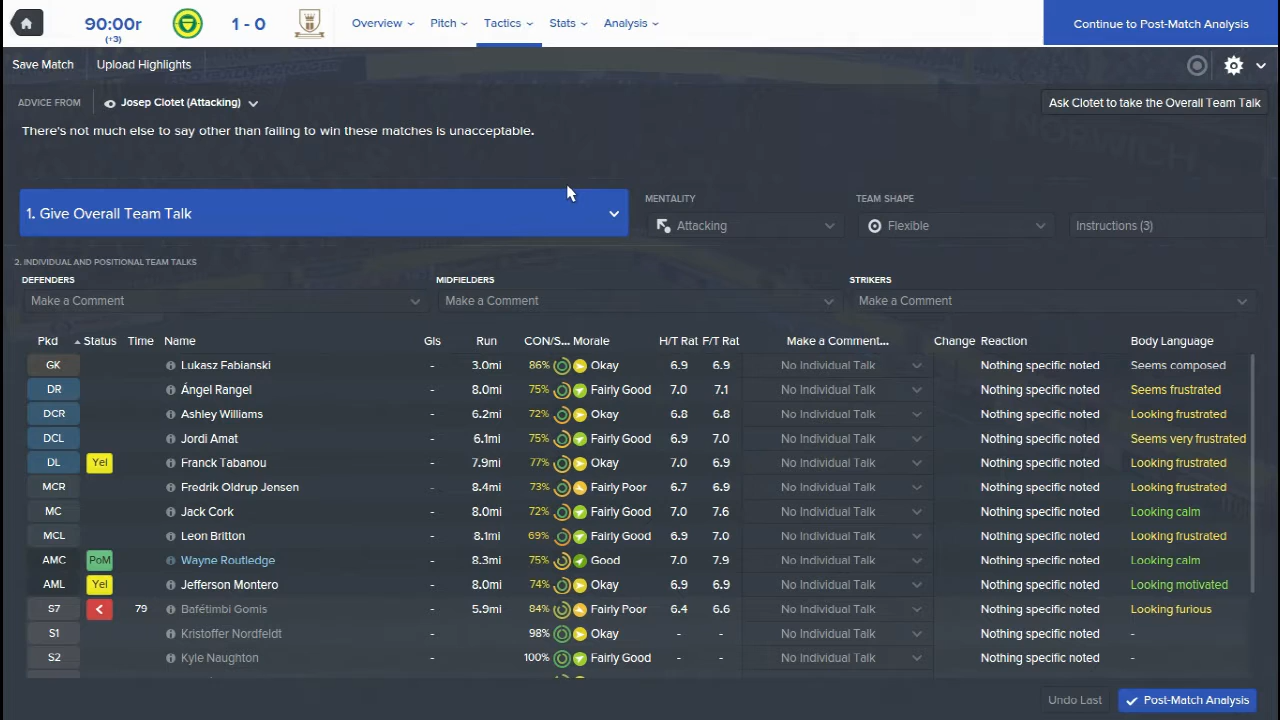 90:00r
(+3)
1 - 0
Overview
Pitch
Tactics
Stats
Analysis
Continue to Post-Match Analysis
Save Match
Upload Highlights
ADVICE FROM
Josep Clotet (Attacking)
Ask Clotet to take the Overall Team Talk
There's not much else to say other than failing to win these matches is unacceptable.
1. Give Overall Team Talk
MENTALITY
Attacking
TEAM SHAPE
Flexible
Instructions (3)
2. INDIVIDUAL AND POSITIONAL TEAM TALKS
DEFENDERS
MIDFIELDERS
STRIKERS
Make a Comment
Make a Comment
Make a Comment
Pkd Status Time Name Gls Run CON/S... Morale H/T Rat F/T Rat Make a Comment... Change Reaction Body Language
GK Lukasz Fabianski - 3.0mi 86% Okay 6.9 6.9 No Individual Talk Nothing specific noted Seems composed
DR Ángel Rangel - 8.0mi 75% Fairly Good 7.0 7.1 No Individual Talk Nothing specific noted Seems frustrated
DCR Ashley Williams - 6.2mi 72% Okay 6.8 6.8 No Individual Talk Nothing specific noted Looking frustrated
DCL Jordi Amat - 6.1mi 75% Fairly Good 6.9 7.0 No Individual Talk Nothing specific noted Seems very frustrated
DL Yel Franck Tabanou - 7.9mi 77% Okay 7.0 6.9 No Individual Talk Nothing specific noted Looking frustrated
MCR Fredrik Oldrup Jensen - 8.4mi 73% Fairly Poor 6.7 6.9 No Individual Talk Nothing specific noted Looking frustrated
MC Jack Cork - 8.0mi 72% Fairly Good 7.0 7.6 No Individual Talk Nothing specific noted Looking calm
MCL Leon Britton - 8.1mi 69% Fairly Good 6.9 7.0 No Individual Talk Nothing specific noted Looking frustrated
AMC PoM Wayne Routledge - 8.3mi 75% Good 7.0 7.9 No Individual Talk Nothing specific noted Looking calm
AML Yel Jefferson Montero - 8.0mi 74% Okay 6.9 6.9 No Individual Talk Nothing specific noted Looking motivated
S7 79 Bafétimbi Gomis - 5.9mi 84% Fairly Poor 6.4 6.6 No Individual Talk Nothing specific noted Looking furious
S1 Kristoffer Nordfeldt 98% Okay - - No Individual Talk Nothing specific noted -
S2 Kyle Naughton 100% Fairly Good - - No Individual Talk Nothing specific noted -
Undo Last
Post-Match Analysis